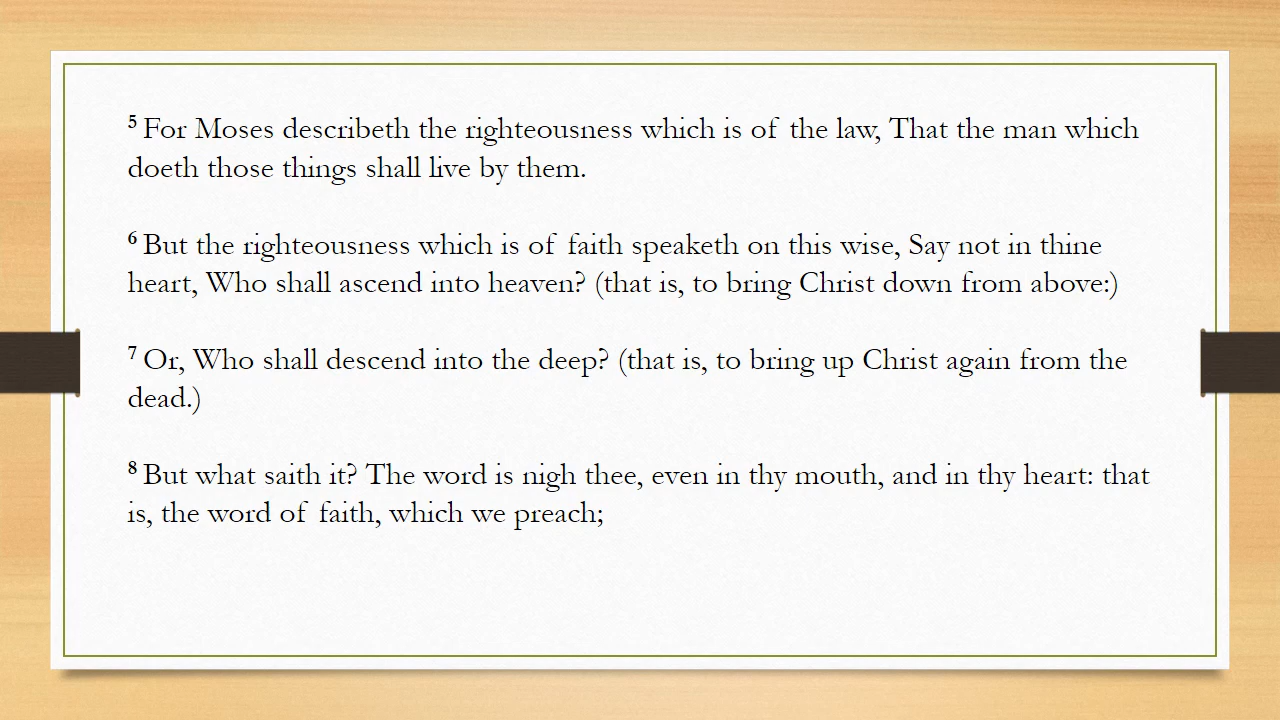 5 For Moses describeth the righteousness which is of the law, That the man which
doeth those things shall live by them.
6 But the righteousness which is of faith speaketh on this wise, Say not in thine
heart, Who shall ascend into heaven? (that is, to bring Christ down from above:)
7 Or, Who shall descend into the deep? (that is, to bring up Christ again from the
dead.)
8 But what saith it? The word is nigh thee, even in thy mouth, and in thy heart: that
is, the word of faith, which we preach;